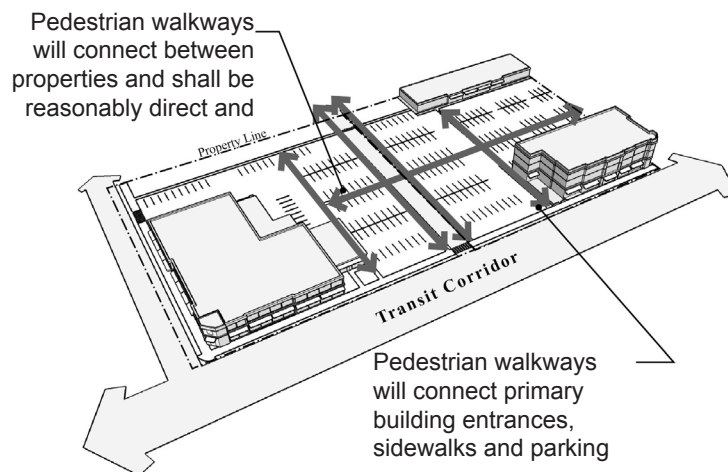 Pedestrian walkways
will connect between
properties and shall be
reasonably direct and
Property Line
Transit Corridor
Pedestrian walkways
will connect primary
building entrances,
sidewalks and parking